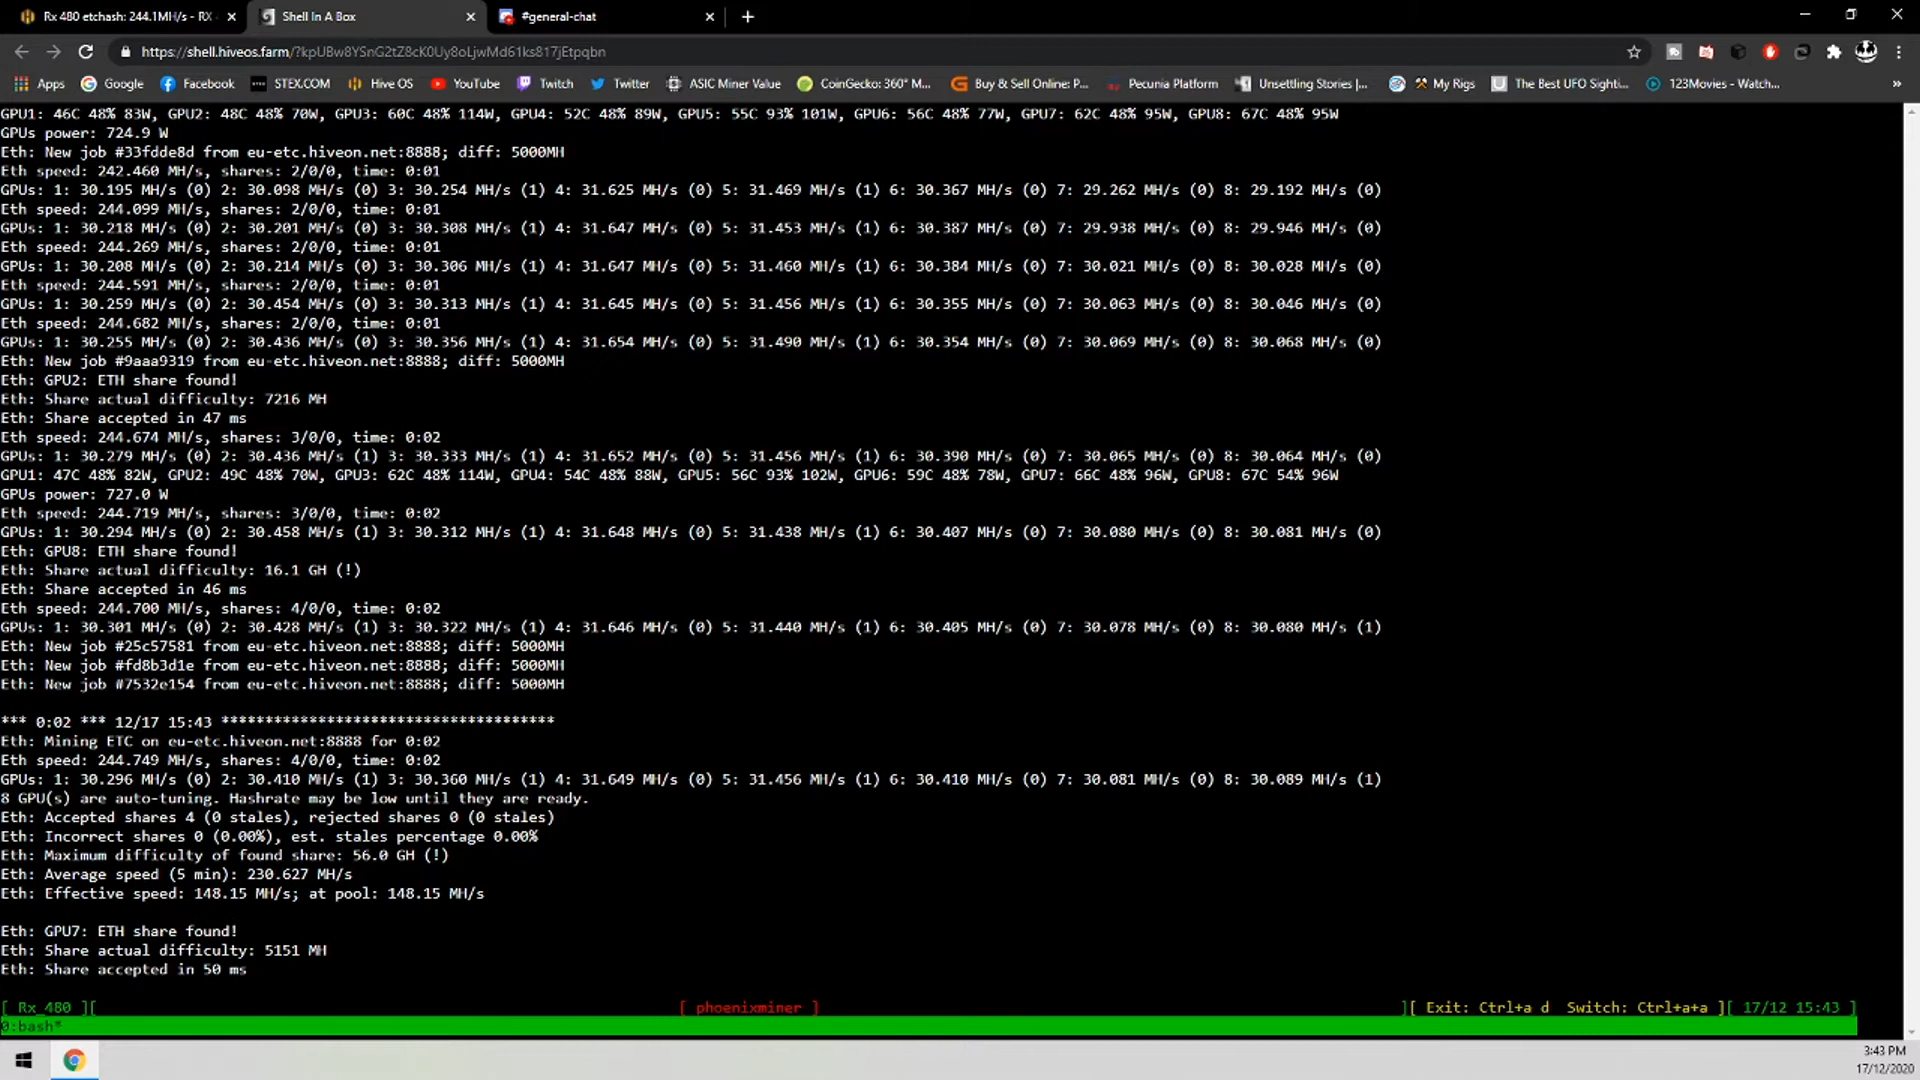 Rx 480 etchash: 244.1MH/s - RX
Shell In A Box
#general-chat
https://shell.hiveos.farm/?kpUBw8YSnG2tZ8cK0Uy8oLjwMd61ks817jEtpqbn
Apps Google Facebook STEX.COM Hive OS YouTube Twitch Twitter ASIC Miner Value CoinGecko: 360° M... Buy & Sell Online: P... Pecunia Platform Unsettling Stories |... My Rigs The Best UFO Sighti... 123Movies - Watch... »
GPU1: 46C 48% 83W, GPU2: 48C 48% 70W, GPU3: 60C 48% 114W, GPU4: 52C 48% 89W, GPU5: 55C 93% 101W, GPU6: 56C 48% 77W, GPU7: 62C 48% 95W, GPU8: 67C 48% 95W
GPUs power: 724.9 W
Eth: New job #33fdde8d from eu-etc.hiveon.net:8888; diff: 5000MH
Eth speed: 242.460 MH/s, shares: 2/0/0, time: 0:01
GPUs: 1: 30.195 MH/s (0) 2: 30.098 MH/s (0) 3: 30.254 MH/s (1) 4: 31.625 MH/s (0) 5: 31.469 MH/s (1) 6: 30.367 MH/s (0) 7: 29.262 MH/s (0) 8: 29.192 MH/s (0)
Eth speed: 244.099 MH/s, shares: 2/0/0, time: 0:01
GPUs: 1: 30.218 MH/s (0) 2: 30.201 MH/s (0) 3: 30.308 MH/s (1) 4: 31.647 MH/s (0) 5: 31.453 MH/s (1) 6: 30.387 MH/s (0) 7: 29.938 MH/s (0) 8: 29.946 MH/s (0)
Eth speed: 244.269 MH/s, shares: 2/0/0, time: 0:01
GPUs: 1: 30.208 MH/s (0) 2: 30.214 MH/s (0) 3: 30.306 MH/s (1) 4: 31.647 MH/s (0) 5: 31.460 MH/s (1) 6: 30.384 MH/s (0) 7: 30.021 MH/s (0) 8: 30.028 MH/s (0)
Eth speed: 244.591 MH/s, shares: 2/0/0, time: 0:01
GPUs: 1: 30.259 MH/s (0) 2: 30.454 MH/s (0) 3: 30.313 MH/s (1) 4: 31.645 MH/s (0) 5: 31.456 MH/s (1) 6: 30.355 MH/s (0) 7: 30.063 MH/s (0) 8: 30.046 MH/s (0)
Eth speed: 244.682 MH/s, shares: 2/0/0, time: 0:01
GPUs: 1: 30.255 MH/s (0) 2: 30.436 MH/s (0) 3: 30.356 MH/s (1) 4: 31.654 MH/s (0) 5: 31.490 MH/s (1) 6: 30.354 MH/s (0) 7: 30.069 MH/s (0) 8: 30.068 MH/s (0)
Eth: New job #9aaa9319 from eu-etc.hiveon.net:8888; diff: 5000MH
Eth: GPU2: ETH share found!
Eth: Share actual difficulty: 7216 MH
Eth: Share accepted in 47 ms
Eth speed: 244.674 MH/s, shares: 3/0/0, time: 0:02
GPUs: 1: 30.279 MH/s (0) 2: 30.436 MH/s (1) 3: 30.333 MH/s (1) 4: 31.652 MH/s (0) 5: 31.456 MH/s (1) 6: 30.390 MH/s (0) 7: 30.065 MH/s (0) 8: 30.064 MH/s (0)
GPU1: 47C 48% 82W, GPU2: 49C 48% 70W, GPU3: 62C 48% 114W, GPU4: 54C 48% 88W, GPU5: 56C 93% 102W, GPU6: 59C 48% 78W, GPU7: 66C 48% 96W, GPU8: 67C 54% 96W
GPUs power: 727.0 W
Eth speed: 244.719 MH/s, shares: 3/0/0, time: 0:02
GPUs: 1: 30.294 MH/s (0) 2: 30.458 MH/s (1) 3: 30.312 MH/s (1) 4: 31.648 MH/s (0) 5: 31.438 MH/s (1) 6: 30.407 MH/s (0) 7: 30.080 MH/s (0) 8: 30.081 MH/s (0)
Eth: GPU8: ETH share found!
Eth: Share actual difficulty: 16.1 GH (!)
Eth: Share accepted in 46 ms
Eth speed: 244.700 MH/s, shares: 4/0/0, time: 0:02
GPUs: 1: 30.301 MH/s (0) 2: 30.428 MH/s (1) 3: 30.322 MH/s (1) 4: 31.646 MH/s (0) 5: 31.440 MH/s (1) 6: 30.405 MH/s (0) 7: 30.078 MH/s (0) 8: 30.080 MH/s (1)
Eth: New job #25c57581 from eu-etc.hiveon.net:8888; diff: 5000MH
Eth: New job #fd8b3d1e from eu-etc.hiveon.net:8888; diff: 5000MH
Eth: New job #7532e154 from eu-etc.hiveon.net:8888; diff: 5000MH
*** 0:02 *** 12/17 15:43 **************************************
Eth: Mining ETC on eu-etc.hiveon.net:8888 for 0:02
Eth speed: 244.749 MH/s, shares: 4/0/0, time: 0:02
GPUs: 1: 30.296 MH/s (0) 2: 30.410 MH/s (1) 3: 30.360 MH/s (1) 4: 31.649 MH/s (0) 5: 31.456 MH/s (1) 6: 30.410 MH/s (0) 7: 30.081 MH/s (0) 8: 30.089 MH/s (1)
8 GPU(s) are auto-tuning. Hashrate may be low until they are ready.
Eth: Accepted shares 4 (0 stales), rejected shares 0 (0 stales)
Eth: Incorrect shares 0 (0.00%), est. stales percentage 0.00%
Eth: Maximum difficulty of found share: 56.0 GH (!)
Eth: Average speed (5 min): 230.627 MH/s
Eth: Effective speed: 148.15 MH/s; at pool: 148.15 MH/s
Eth: GPU7: ETH share found!
Eth: Share actual difficulty: 5151 MH
Eth: Share accepted in 50 ms
[ Rx_480 ][ [ phoenixminer ] ][ Exit: Ctrl+a d Switch: Ctrl+a+a ][ 17/12 15:43 ]
0:bash*
3:43 PM
17/12/2020